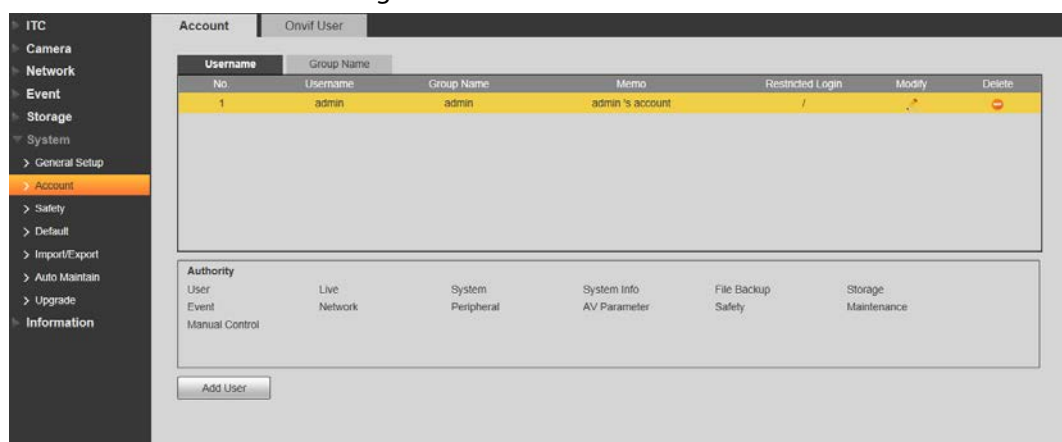 ITC
Camera
Network
Event
Storage
System
General Setup
Account
Safety
Default
Import/Export
Auto Maintain
Upgrade
Information
Account Onvif User
Username Group Name
No. Username Group Name Memo Restricted Login Modify Delete
1 admin admin admin 's account /
Authority
User Live System System Info File Backup Storage
Event Network Peripheral AV Parameter Safety Maintenance
Manual Control
Add User